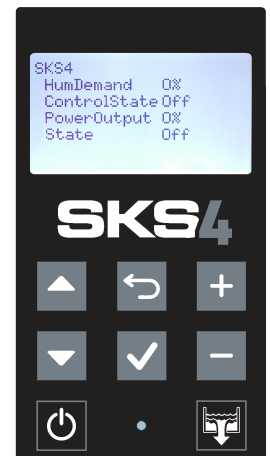 SKS4
HumDemand 0%
ControlState Off
PowerOutput 0%
State Off
SKS4